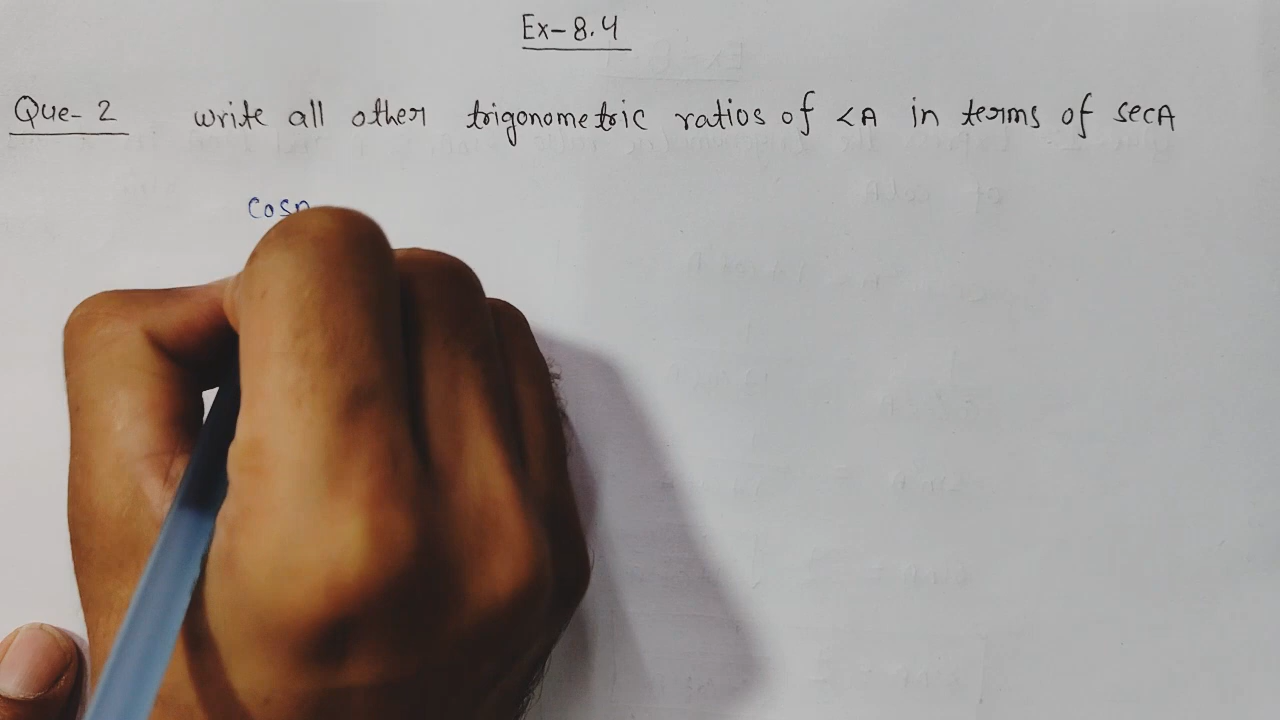 Ex-8.4
Que-2 write all other trigonometric ratios of <A in terms of secA